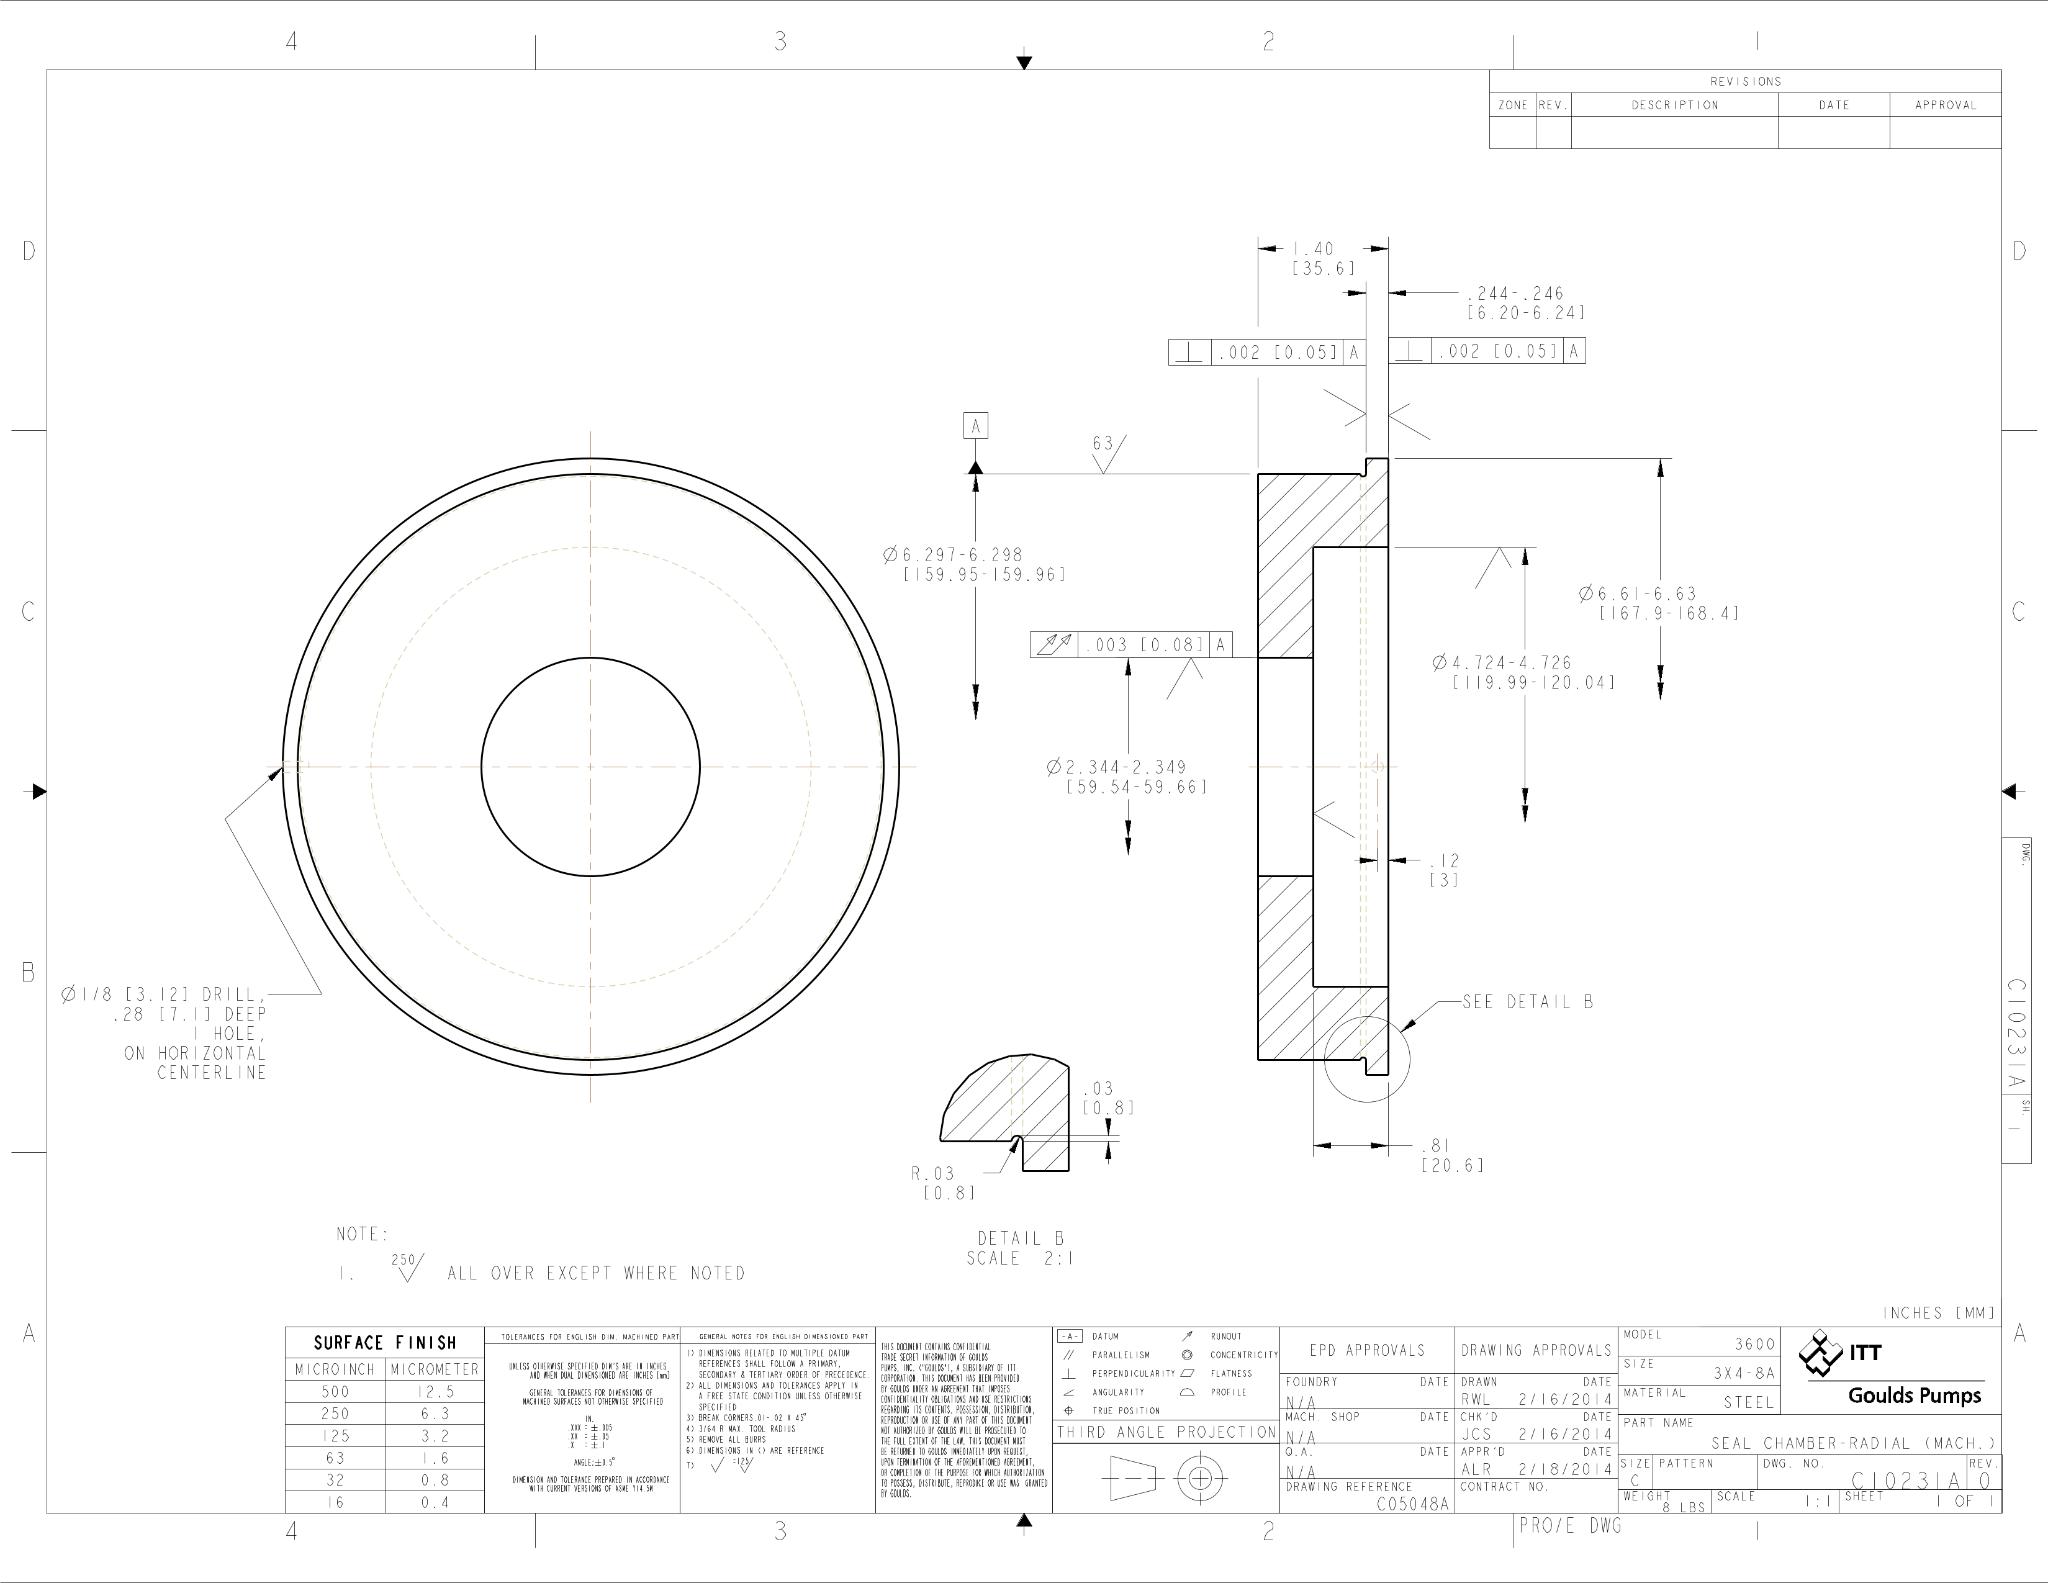 4 3 2 1
REVISIONS
ZONE REV. DESCRIPTION DATE APPROVAL
D D
1.40
[35.6]
.244-.246
[6.20-6.24]
.002 [0.05] A
.002 [0.05] A
A
63
Ø6.297-6.298
[159.95-159.96]
C C
Ø6.61-6.63
[167.9-168.4]
.003 [0.08] A
Ø4.724-4.726
[119.99-120.04]
Ø2.344-2.349
[59.54-59.66]
.12
[3]
DWG.
C10231A
SH.
1
B
Ø1/8 [3.12] DRILL,
.28 [7.1] DEEP
1 HOLE,
ON HORIZONTAL
CENTERLINE
SEE DETAIL B
.03
[0.8]
R.03
[0.8]
.81
[20.6]
DETAIL B
SCALE 2:1
NOTE:
1. 250 ALL OVER EXCEPT WHERE NOTED
A A
INCHES [MM]
SURFACE FINISH
MICROINCH MICROMETER
500 12.5
250 6.3
125 3.2
63 1.6
32 0.8
16 0.4
TOLERANCES FOR ENGLISH DIM. MACHINED PART
UNLESS OTHERWISE SPECIFIED DIM'S ARE IN INCHES
AND WHEN DUAL DIMENSIONED ARE INCHES [mm]
GENERAL TOLERANCES FOR DIMENSIONS OF
MACHINED SURFACES NOT OTHERWISE SPECIFIED
IN.
XXX = ± .005
XX = ± .05
X = ± .1
ANGLE: ± 0.5°
DIMENSION AND TOLERANCE PREPARED IN ACCORDANCE
WITH CURRENT VERSIONS OF ASME Y14.5M
GENERAL NOTES FOR ENGLISH DIMENSIONED PART
1) DIMENSIONS RELATED TO MULTIPLE DATUM
REFERENCES SHALL FOLLOW A PRIMARY,
SECONDARY & TERTIARY ORDER OF PRECEDENCE
2) ALL DIMENSIONS AND TOLERANCES APPLY IN
A FREE STATE CONDITION UNLESS OTHERWISE
SPECIFIED
3) BREAK CORNERS .01-.02 X 45°
4) 3/64 R MAX. TOOL RADIUS
5) REMOVE ALL BURRS
6) DIMENSIONS IN () ARE REFERENCE
7) =125
THIS DOCUMENT CONTAINS CONFIDENTIAL
TRADE SECRET INFORMATION OF GOULDS
PUMPS, INC. ("GOULDS"), A SUBSIDIARY OF ITT
CORPORATION. THIS DOCUMENT HAS BEEN PROVIDED
BY GOULDS UNDER AN AGREEMENT THAT IMPOSES
CONFIDENTIALITY OBLIGATIONS AND USE RESTRICTIONS
REGARDING ITS CONTENTS. POSSESSION, DISTRIBUTION,
REPRODUCTION OR USE OF ANY PART OF THIS DOCUMENT
NOT AUTHORIZED BY GOULDS WILL BE PROSECUTED TO
THE FULL EXTENT OF THE LAW. THIS DOCUMENT MUST
BE RETURNED TO GOULDS IMMEDIATELY UPON REQUEST,
UPON TERMINATION OF THE AFOREMENTIONED AGREEMENT,
OR COMPLETION OF THE PURPOSE FOR WHICH AUTHORIZATION
TO POSSESS, DISTRIBUTE, REPRODUCE OR USE WAS GRANTED
BY GOULDS.
-A- DATUM RUNOUT
PARALLELISM CONCENTRICITY
PERPENDICULARITY FLATNESS
ANGULARITY PROFILE
TRUE POSITION
THIRD ANGLE PROJECTION
EPD APPROVALS
FOUNDRY DATE
N/A
MACH. SHOP DATE
N/A
Q.A. DATE
N/A
DRAWING REFERENCE
C05048A
DRAWING APPROVALS
DRAWN DATE
RWL 2/16/2014
CHK'D DATE
JCS 2/16/2014
APPR'D DATE
ALR 2/18/2014
CONTRACT NO.
MODEL
3600
SIZE
3X4-8A
MATERIAL
STEEL
ITT
Goulds Pumps
PART NAME
SEAL CHAMBER-RADIAL (MACH.)
SIZE PATTERN DWG. NO. REV.
C C10231A 0
WEIGHT SCALE SHEET
8 LBS 1:1 1 OF 1
4 3 2 1
PRO/E DWG